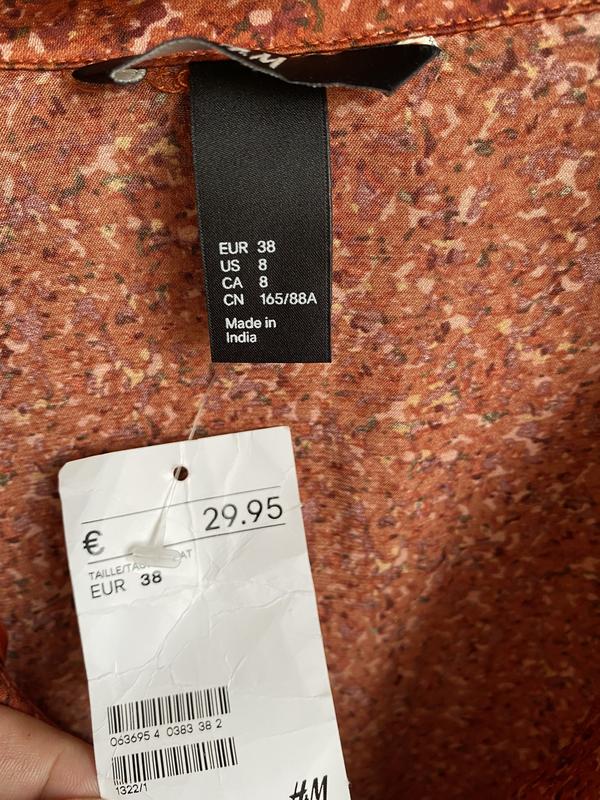 EUR 38
US 8
CA 8
CN 165/88A
Made in
India
€ 29.95
EUR 38
063695 4 0383 38 2
1322/1
H&M